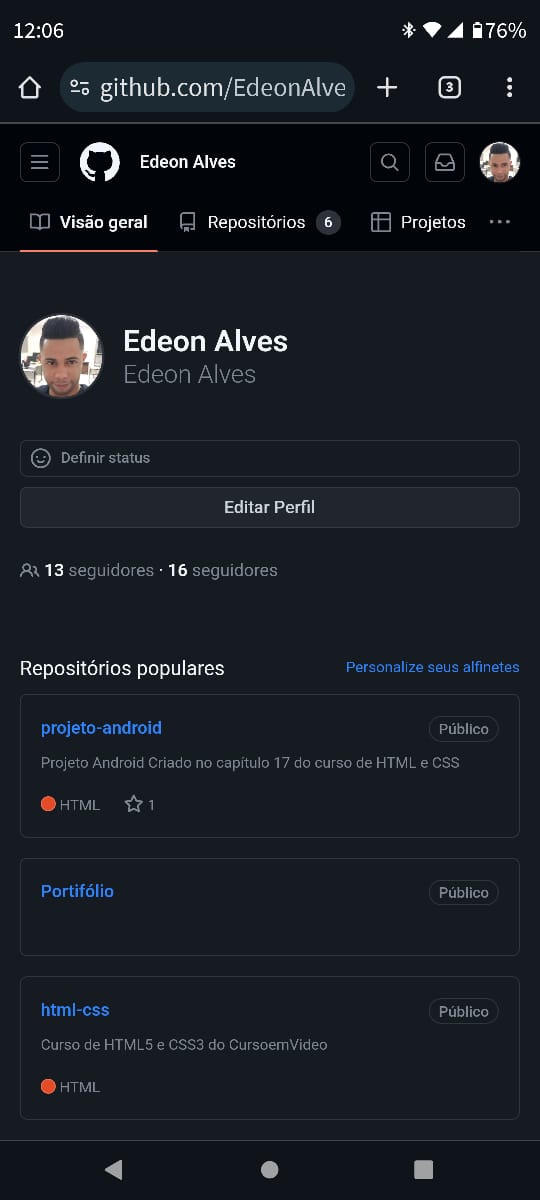 12:06
76%
github.com/EdeonAlve
3
Edeon Alves
Visão geral
Repositórios 6
Projetos
Edeon Alves
Edeon Alves
Definir status
Editar Perfil
13 seguidores · 16 seguidores
Repositórios populares
Personalize seus alfinetes
projeto-android
Público
Projeto Android Criado no capítulo 17 do curso de HTML e CSS
HTML
1
Portifólio
Público
html-css
Público
Curso de HTML5 e CSS3 do CursoemVideo
HTML